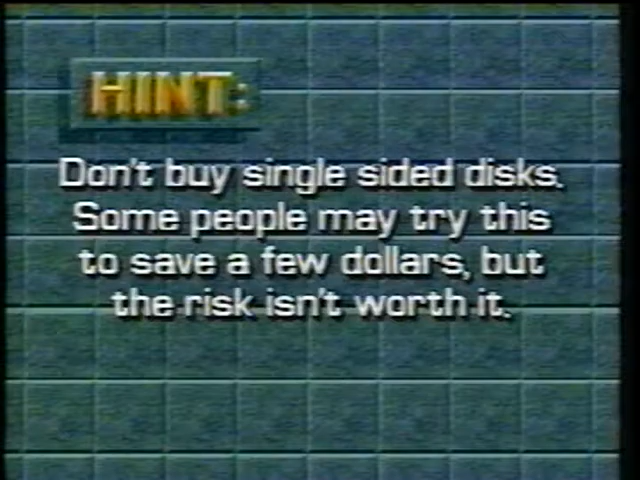 HINT:
Don't buy single sided disks.
Some people may try this
to save a few dollars, but
the risk isn't worth it.